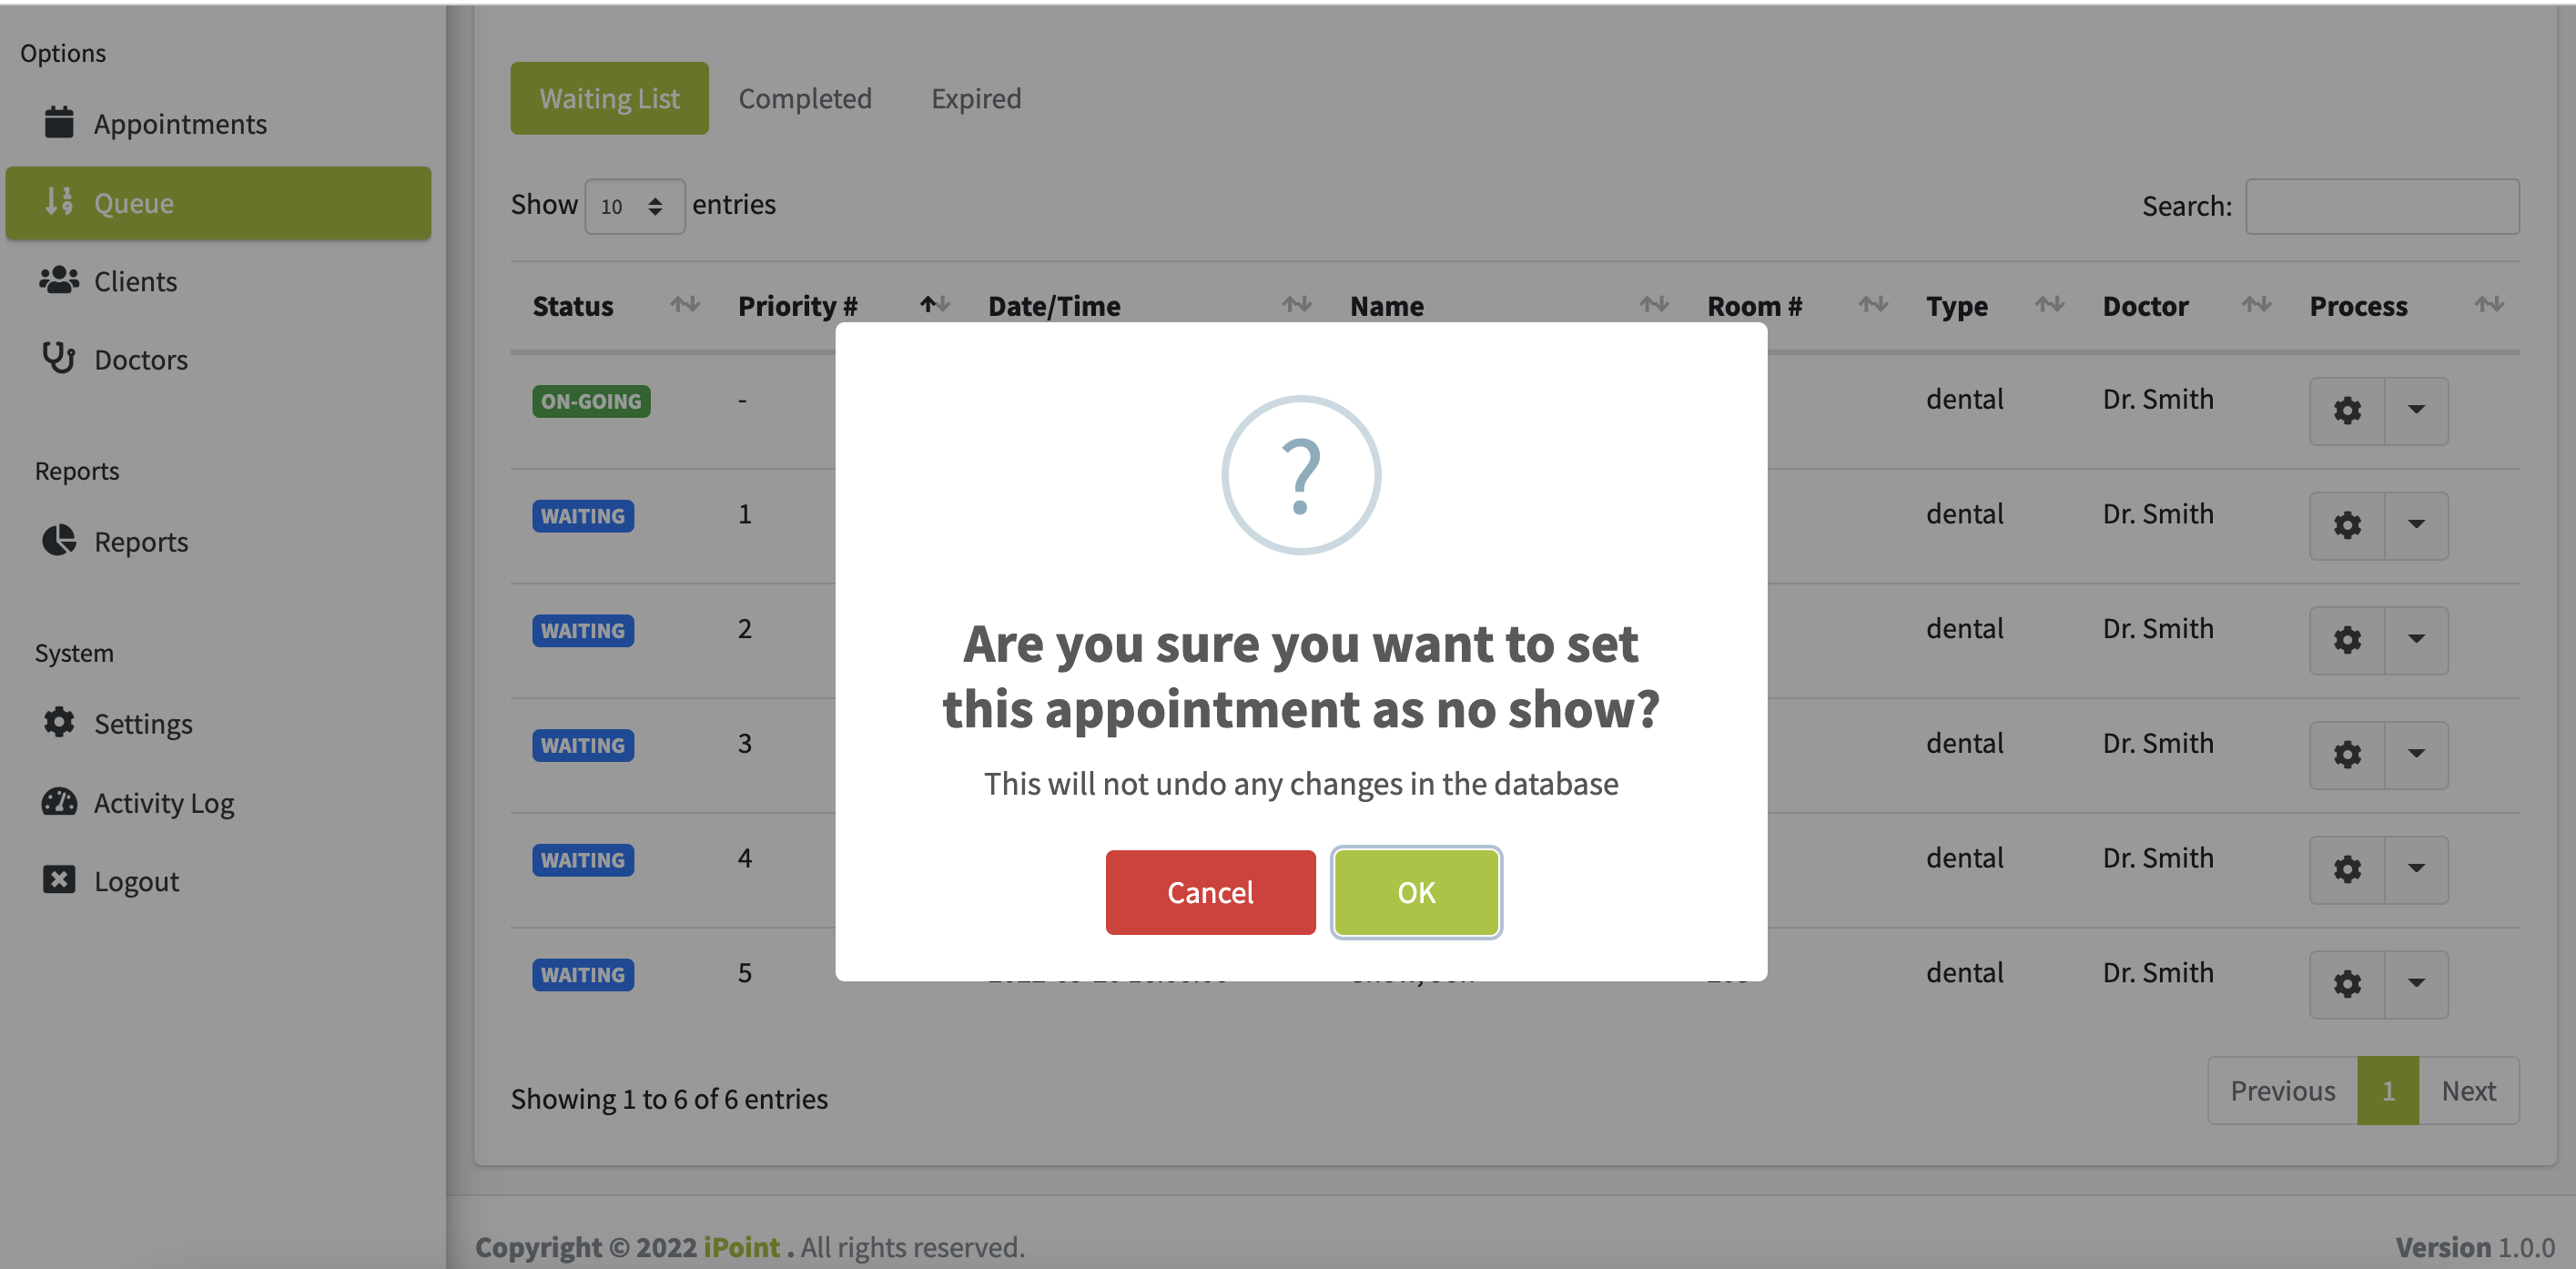 Options
Appointments
Queue
Clients
Doctors
Reports
Reports
System
Settings
Activity Log
Logout
Waiting List Completed Expired
Show 10 entries Search:
Status Priority # Date/Time Name Room # Type Doctor Process
ON-GOING - dental Dr. Smith
WAITING 1 dental Dr. Smith
WAITING 2 dental Dr. Smith
WAITING 3 dental Dr. Smith
WAITING 4 dental Dr. Smith
WAITING 5 dental Dr. Smith
?
Are you sure you want to set
this appointment as no show?
This will not undo any changes in the database
Cancel OK
Showing 1 to 6 of 6 entries
Previous 1 Next
Copyright © 2022 iPoint . All rights reserved.
Version 1.0.0